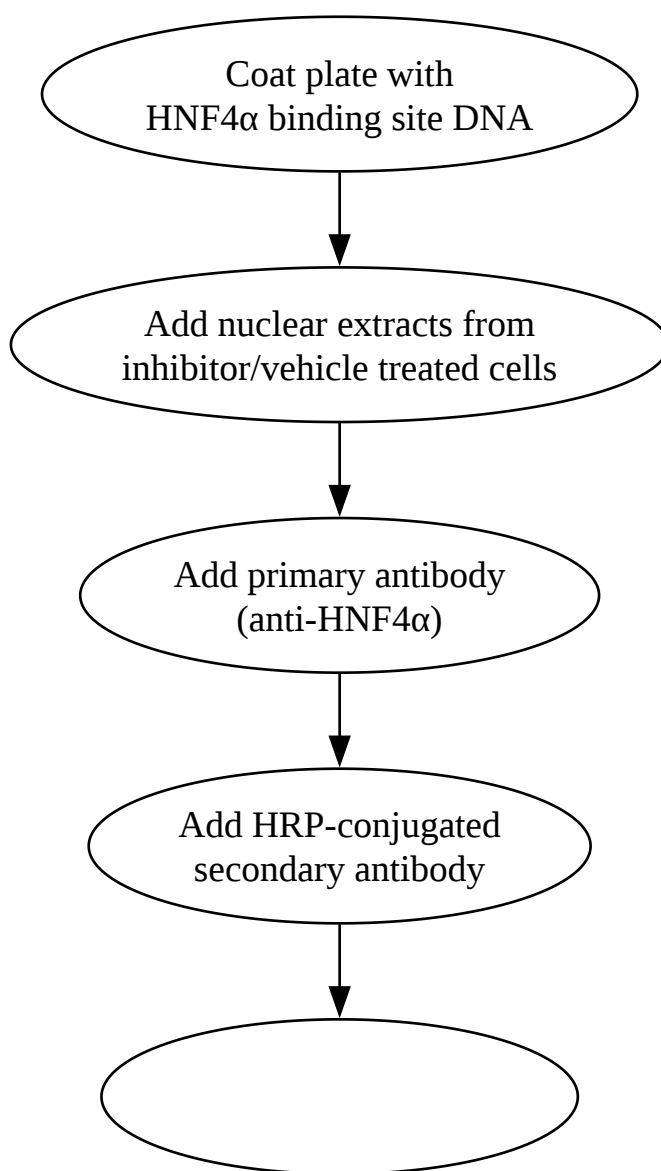 Coat plate with
HNF4α binding site DNA
Add nuclear extracts from
inhibitor/vehicle treated cells
Add primary antibody
(anti-HNF4α)
Add HRP-conjugated
secondary antibody